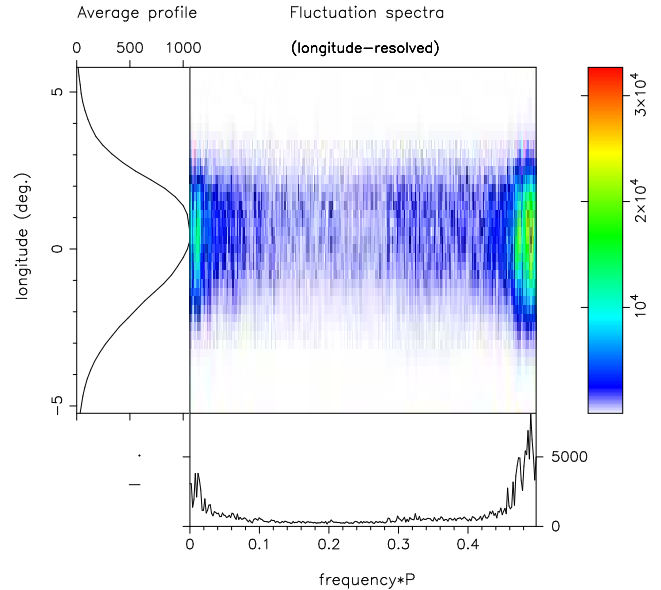 Average profile Fluctuation spectra
0 500 1000 (longitude−resolved)
5
0
−5
longitude (deg.)
3×10⁴
2×10⁴
10⁴
5000
0
0 0.1 0.2 0.3 0.4
frequency*P